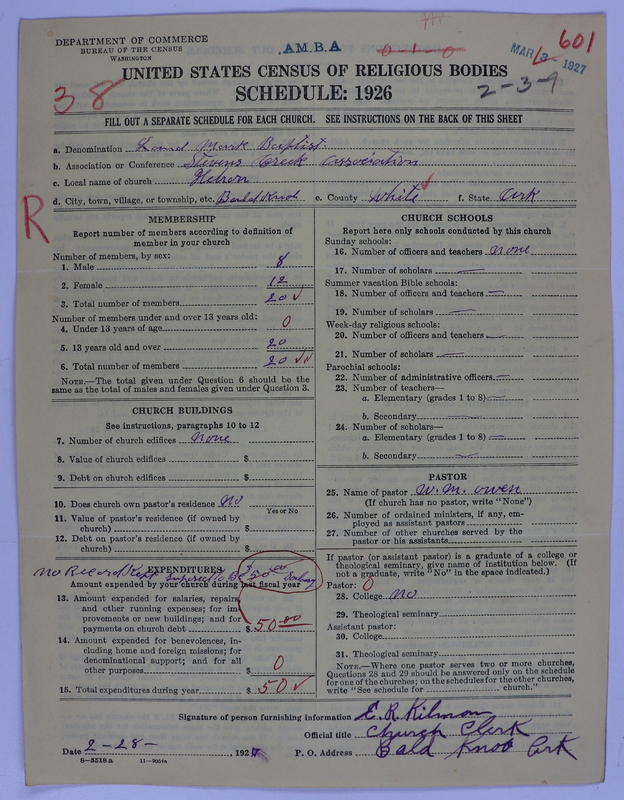 DEPARTMENT OF COMMERCE
BUREAU OF THE CENSUS
WASHINGTON
A.M.B.A
0-1-0
601
MAR 3 1927
2-3-9
38
UNITED STATES CENSUS OF RELIGIOUS BODIES
SCHEDULE: 1926
FILL OUT A SEPARATE SCHEDULE FOR EACH CHURCH. SEE INSTRUCTIONS ON THE BACK OF THIS SHEET
a. Denomination Land Mark Baptist.
b. Association or Conference Stevens Creek association
c. Local name of church Hebron
d. City, town, village, or township, etc. Bald Knob e. County White f. State Ark
R
MEMBERSHIP
Report number of members according to definition of
member in your church
Number of members, by sex:
1. Male 8
2. Female 12
3. Total number of members 20
Number of members under and over 13 years old:
4. Under 13 years of age 0
5. 13 years old and over 20
6. Total number of members 20
NOTE.—The total given under Question 6 should be
same as the total of males and females given under Question 3.
CHURCH BUILDINGS
See instructions, paragraphs 10 to 12
7. Number of church edifices none
8. Value of church edifices $
9. Debt on church edifices $
10. Does church own pastor's residence No
Yes or No
11. Value of pastor's residence (if owned by
church) $
12. Debt on pastor's residence (if owned by
church) $
EXPENDITURES
no Record Kept Supposed to be $50.00
Amount expended by your church during last fiscal year
13. Amount expended for salaries, repairs,
and other running expenses; for im-
provements or new buildings; and for
payments on church debt $ 50.00
14. Amount expended for benevolences, in-
cluding home and foreign missions; for
denominational support; and for all
other purposes $ 0
15. Total expenditures during year $ 50
CHURCH SCHOOLS
Report here only schools conducted by this church
Sunday schools:
16. Number of officers and teachers none
17. Number of scholars
Summer vacation Bible schools:
18. Number of officers and teachers
19. Number of scholars
Week-day religious schools:
20. Number of officers and teachers
21. Number of scholars
Parochial schools:
22. Number of administrative officers
23. Number of teachers—
a. Elementary (grades 1 to 8)
b. Secondary
24. Number of scholars—
a. Elementary (grades 1 to 8)
b. Secondary
PASTOR
25. Name of pastor W. M. Owen
(If church has no pastor, write "None")
26. Number of ordained ministers, if any, em-
ployed as assistant pastors
27. Number of other churches served by the
pastor or his assistants
If pastor (or assistant pastor) is a graduate of a college or
theological seminary, give name of institution below. (If
not a graduate, write "No" in the space indicated.)
Pastor: 0
28. College no
29. Theological seminary
Assistant pastor:
30. College
31. Theological seminary
NOTE.—Where one pastor serves two or more churches,
Questions 28 and 29 should be answered only on the schedule
for one of the churches; on the schedules for the other churches,
write "See schedule for church."
Signature of person furnishing information E. R. Kilmon
Official title Church Clerk
Date 2-28-, 1927 P. O. Address Bald Knob Ark
8—5518 a 11—9054a